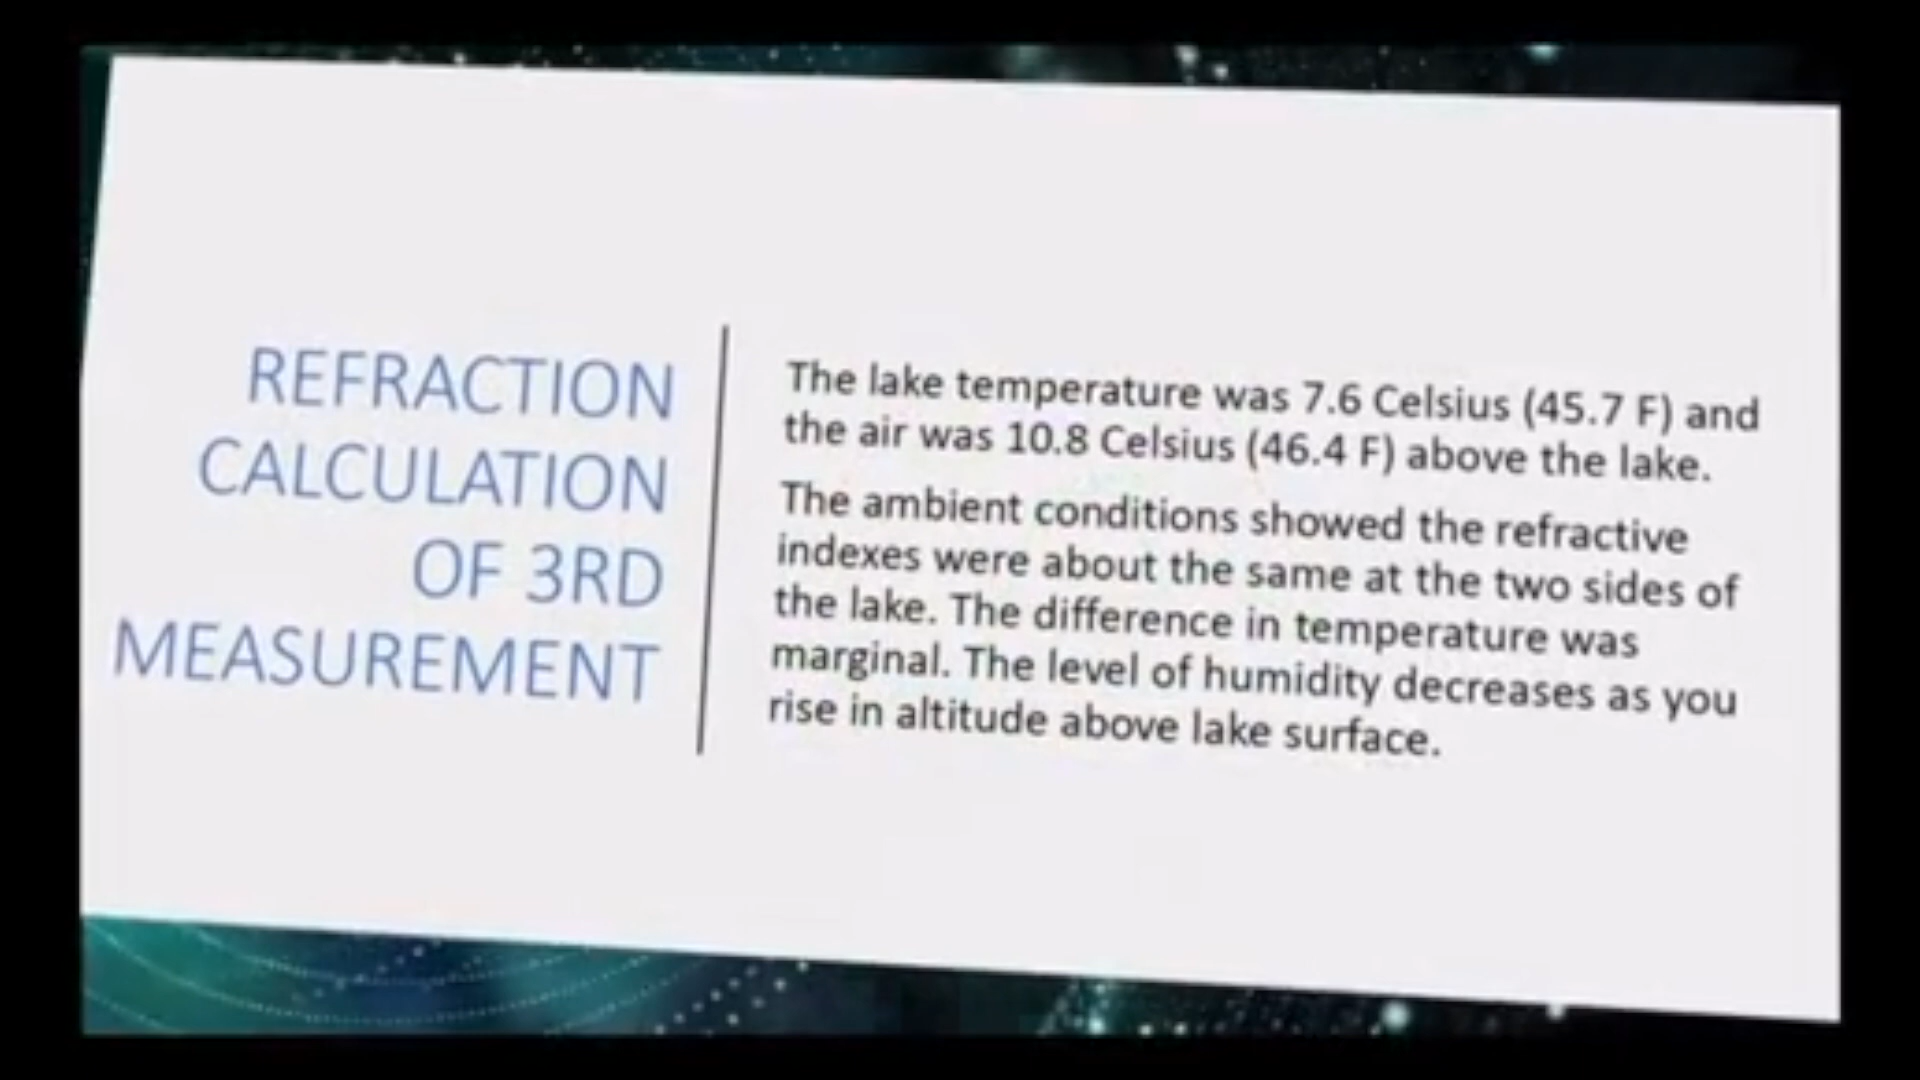 REFRACTION
CALCULATION
OF 3RD
MEASUREMENT
The lake temperature was 7.6 Celsius (45.7 F) and
the air was 10.8 Celsius (46.4 F) above the lake.
The ambient conditions showed the refractive
indexes were about the same at the two sides of
the lake. The difference in temperature was
marginal. The level of humidity decreases as you
rise in altitude above lake surface.